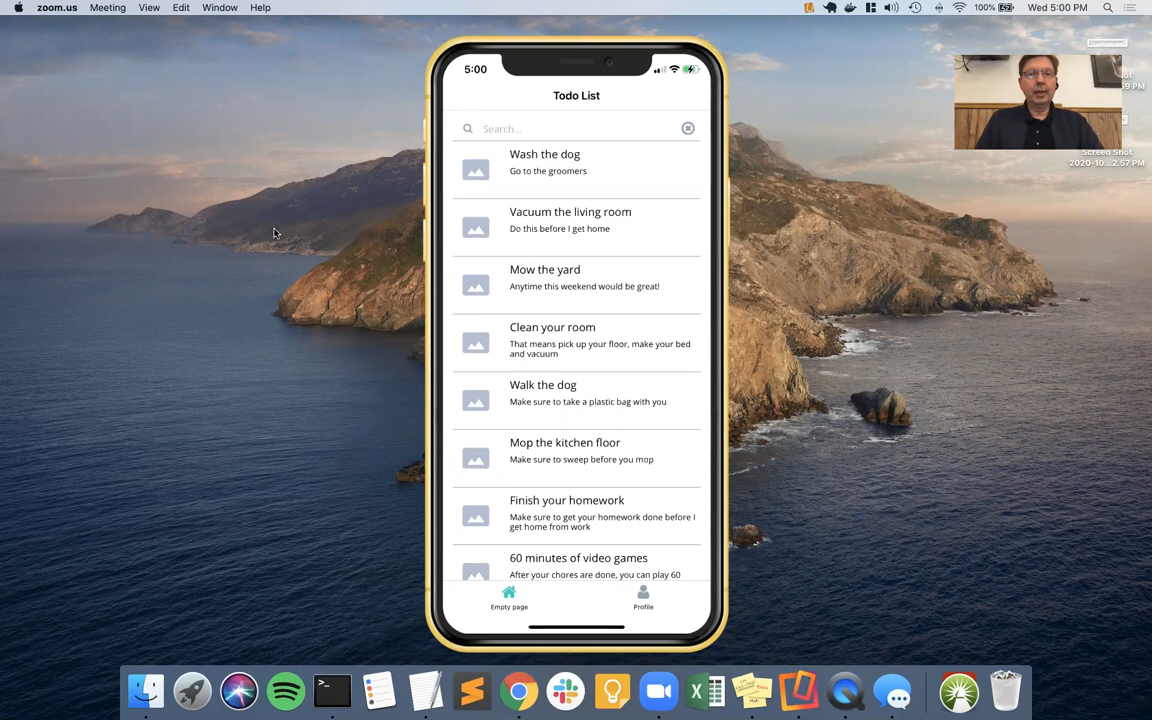 zoom.us Meeting View Edit Window Help
100% Wed 5:00 PM
5:00
Todo List
Search...
Wash the dog
Go to the groomers
Vacuum the living room
Do this before I get home
Mow the yard
Anytime this weekend would be great!
Clean your room
That means pick up your floor, make your bed
and vacuum
Walk the dog
Make sure to take a plastic bag with you
Mop the kitchen floor
Make sure to sweep before you mop
Finish your homework
Make sure to get your homework done before I
get home from work
60 minutes of video games
After your chores are done, you can play 60
Empty page
Profile
Screen Shot
2020-10...2.57 PM